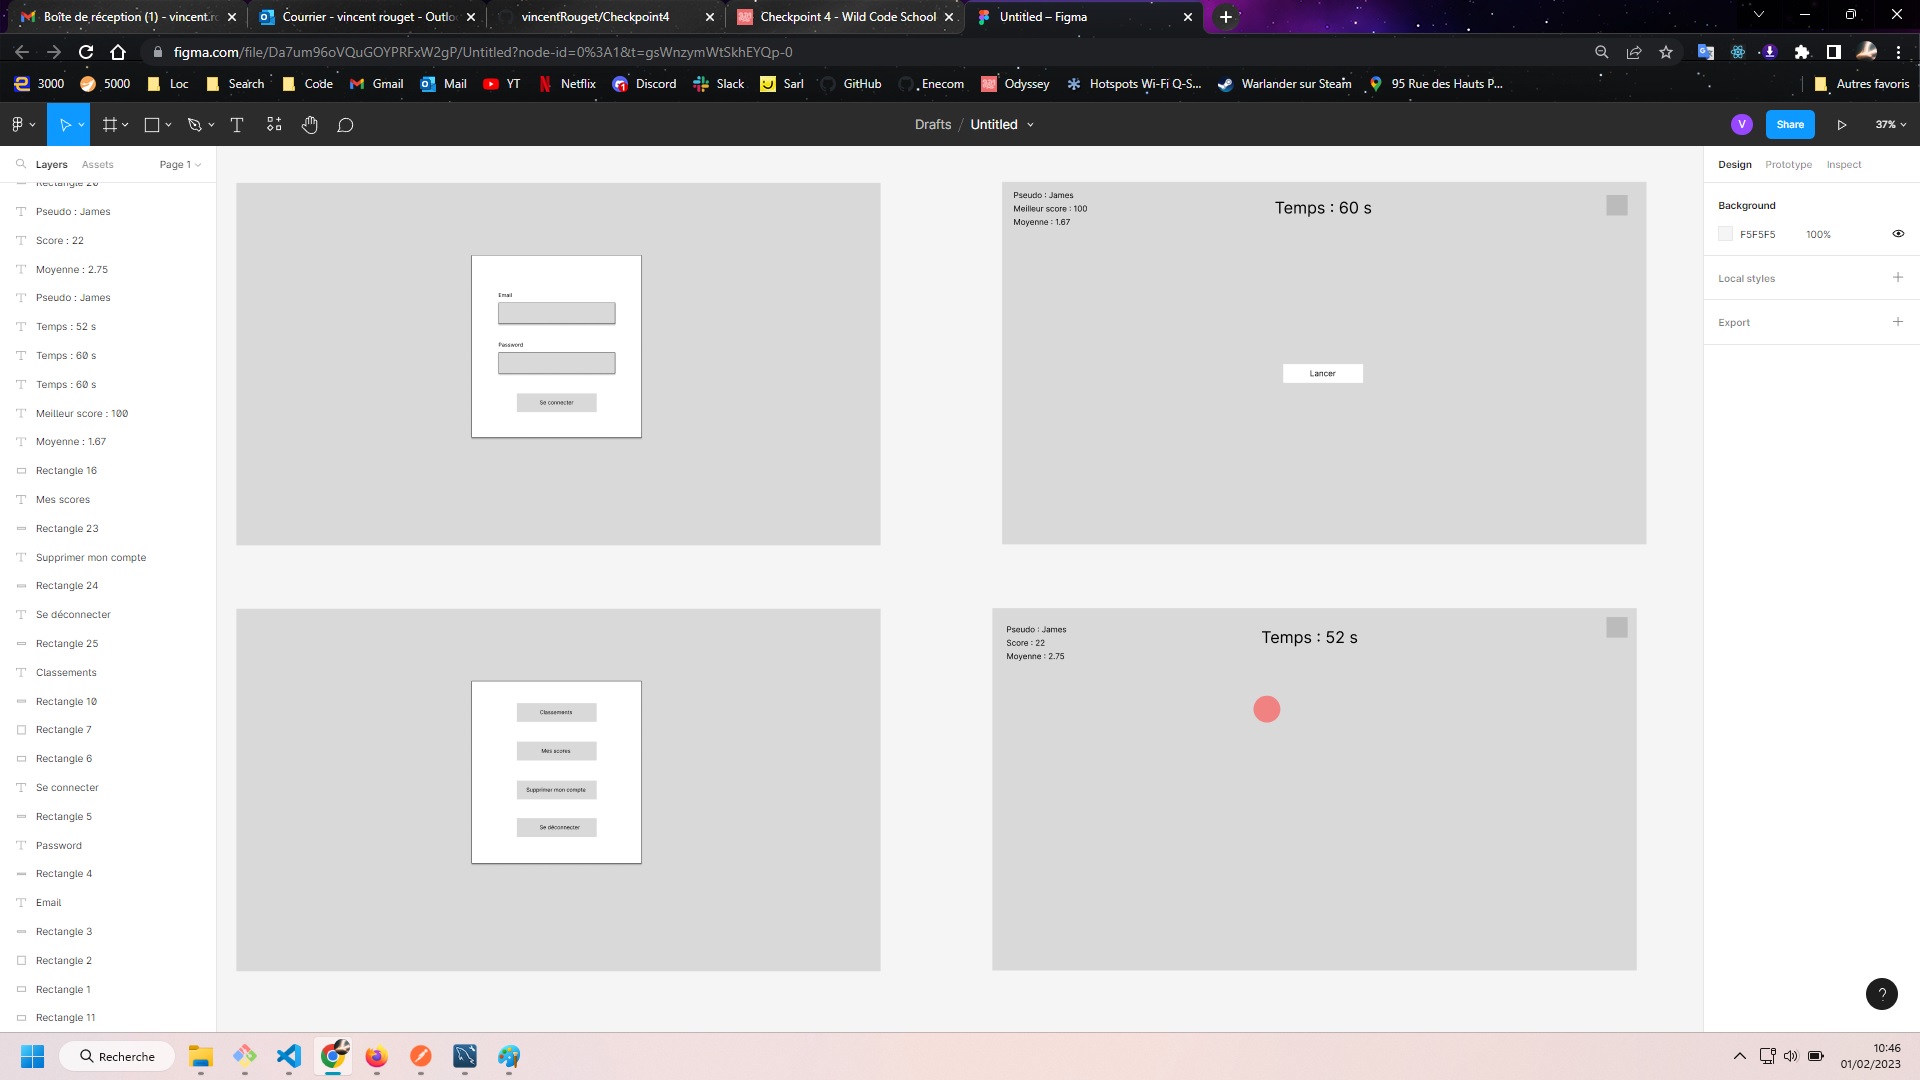 Boîte de réception (1) - vincent.r
Courrier - vincent rouget - Outlo
vincentRouget/Checkpoint4
Checkpoint 4 - Wild Code School
Untitled – Figma
figma.com/file/Da7um96oVQuGOYPRFxW2gP/Untitled?node-id=0%3A1&t=gsWnzymWtSkhEYQp-0
3000
5000
Loc
Search
Code
Gmail
Mail
YT
Netflix
Discord
Slack
Sarl
GitHub
Enecom
Odyssey
Hotspots Wi-Fi Q-S...
Warlander sur Steam
95 Rue des Hauts P...
Autres favoris
Drafts / Untitled
V
Share
37%
Layers
Assets
Page 1
Design
Prototype
Inspect
Rectangle 20
Pseudo : James
Score : 22
Moyenne : 2.75
Pseudo : James
Temps : 52 s
Temps : 60 s
Temps : 60 s
Meilleur score : 100
Moyenne : 1.67
Rectangle 16
Mes scores
Rectangle 23
Supprimer mon compte
Rectangle 24
Se déconnecter
Rectangle 25
Classements
Rectangle 10
Rectangle 7
Rectangle 6
Se connecter
Rectangle 5
Password
Rectangle 4
Email
Rectangle 3
Rectangle 2
Rectangle 1
Rectangle 11
Email
Password
Se connecter
Pseudo : James
Meilleur score : 100
Moyenne : 1.67
Temps : 60 s
Lancer
Classements
Mes scores
Supprimer mon compte
Se déconnecter
Pseudo : James
Score : 22
Moyenne : 2.75
Temps : 52 s
Background
F5F5F5
100%
Local styles
Export
?
Recherche
10:46
01/02/2023